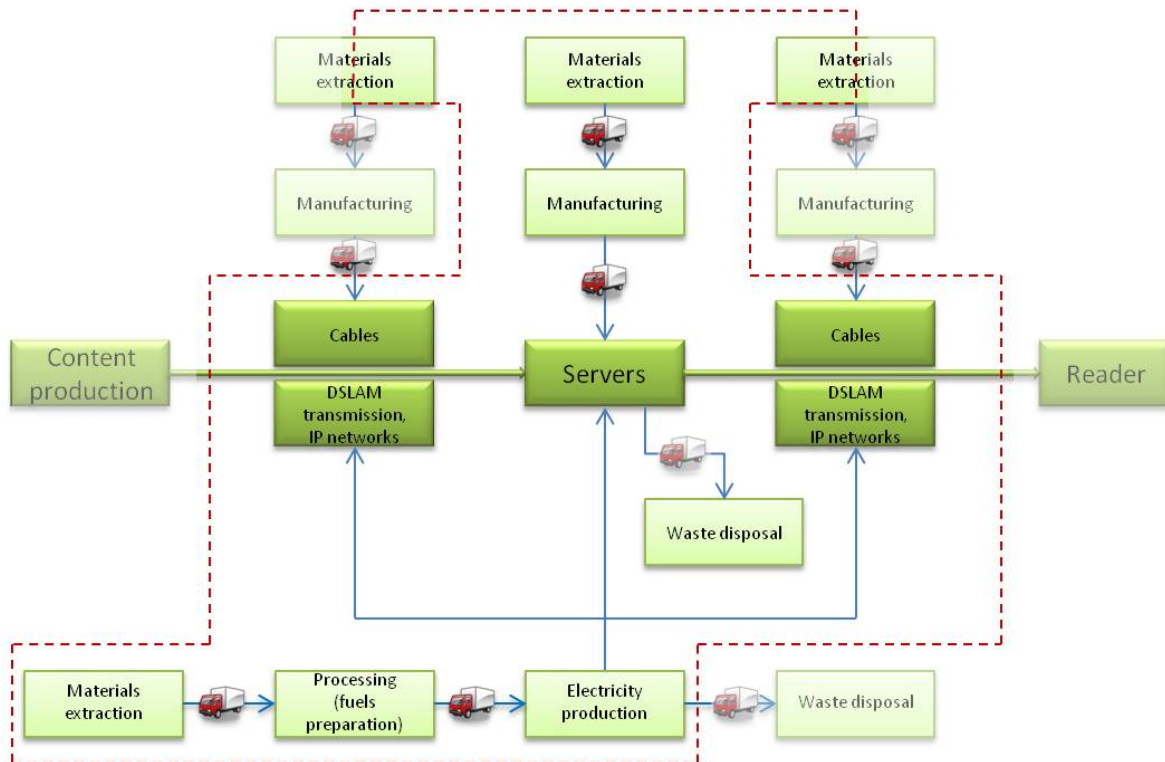 Materials
extraction
Materials
extraction
Materials
extraction
Manufacturing
Manufacturing
Manufacturing
Cables
Cables
Content
production
Servers
Reader
DSLAM
transmission,
IP networks
DSLAM
transmission,
IP networks
Waste disposal
Materials
extraction
Processing
(fuels
preparation)
Electricity
production
Waste disposal